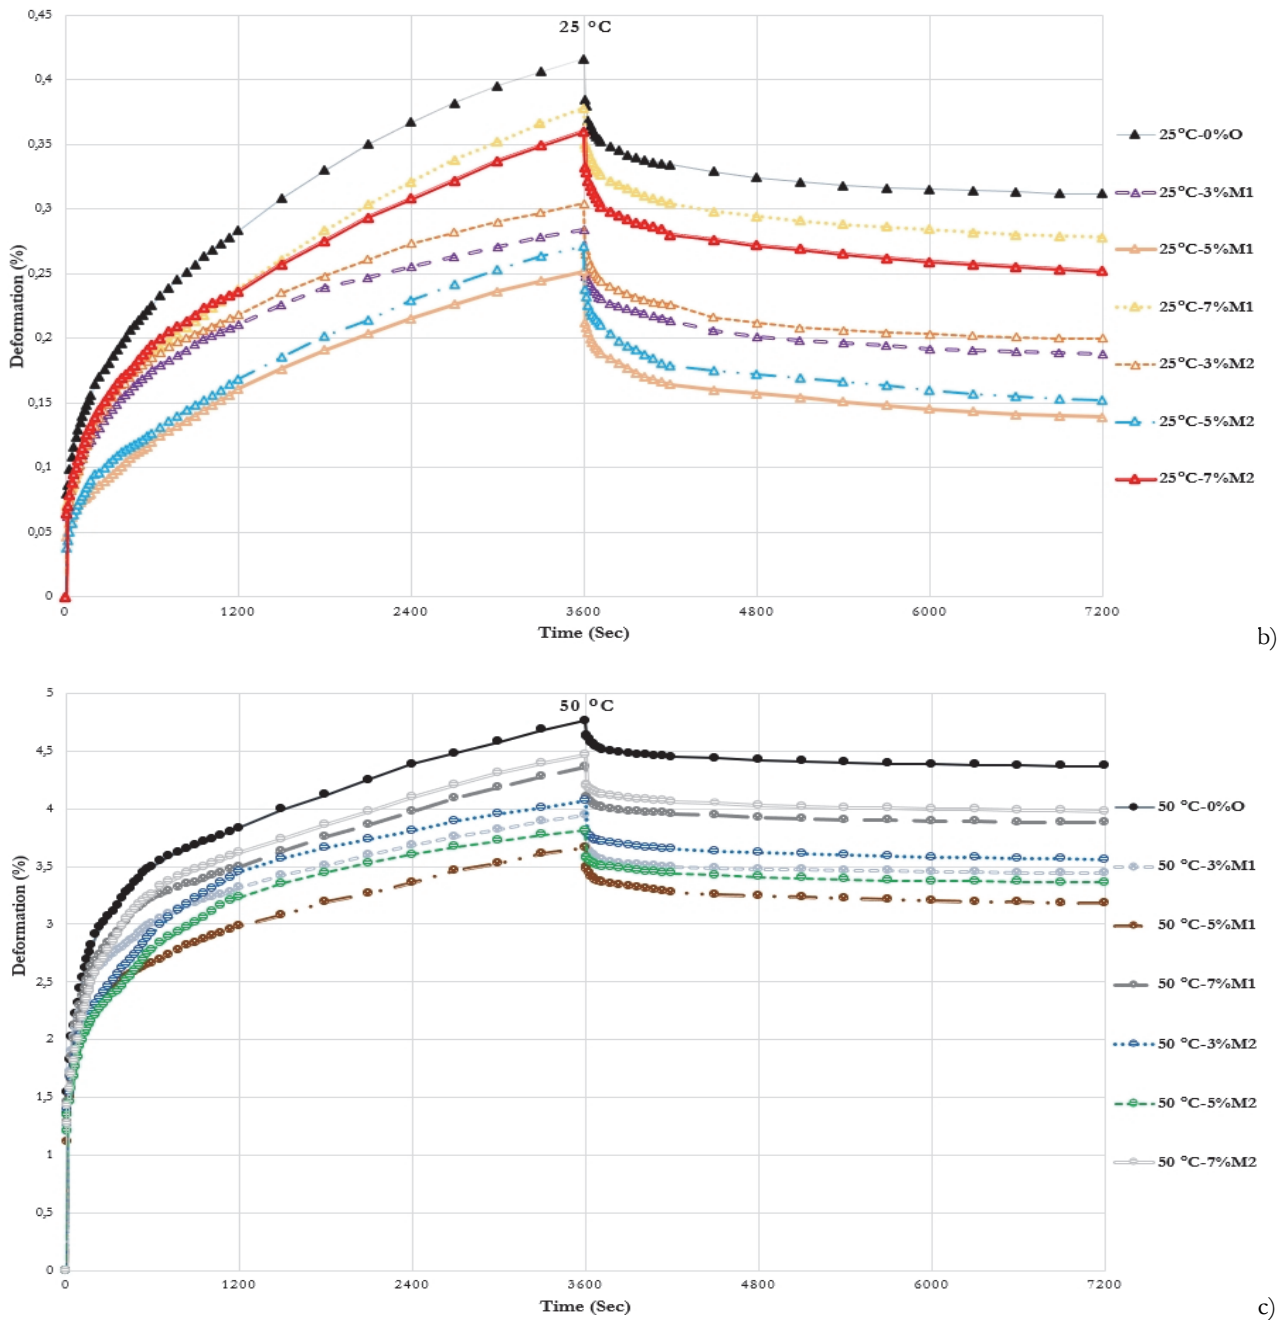 25 °C
0,45
0,4
0,35
0,3
0,25
0,2
0,15
0,1
0,05
0
Deformation (%)
0 1200 2400 3600 4800 6000 7200
Time (Sec)
25°C-0%O
25°C-3%M1
25°C-5%M1
25°C-7%M1
25°C-3%M2
25°C-5%M2
25°C-7%M2
b)
50 °C
5
4,5
4
3,5
3
2,5
2
1,5
1
0,5
0
Deformation (%)
0 1200 2400 3600 4800 6000 7200
Time (Sec)
50 °C-0%O
50 °C-3%M1
50 °C-5%M1
50 °C-7%M1
50 °C-3%M2
50 °C-5%M2
50 °C-7%M2
c)